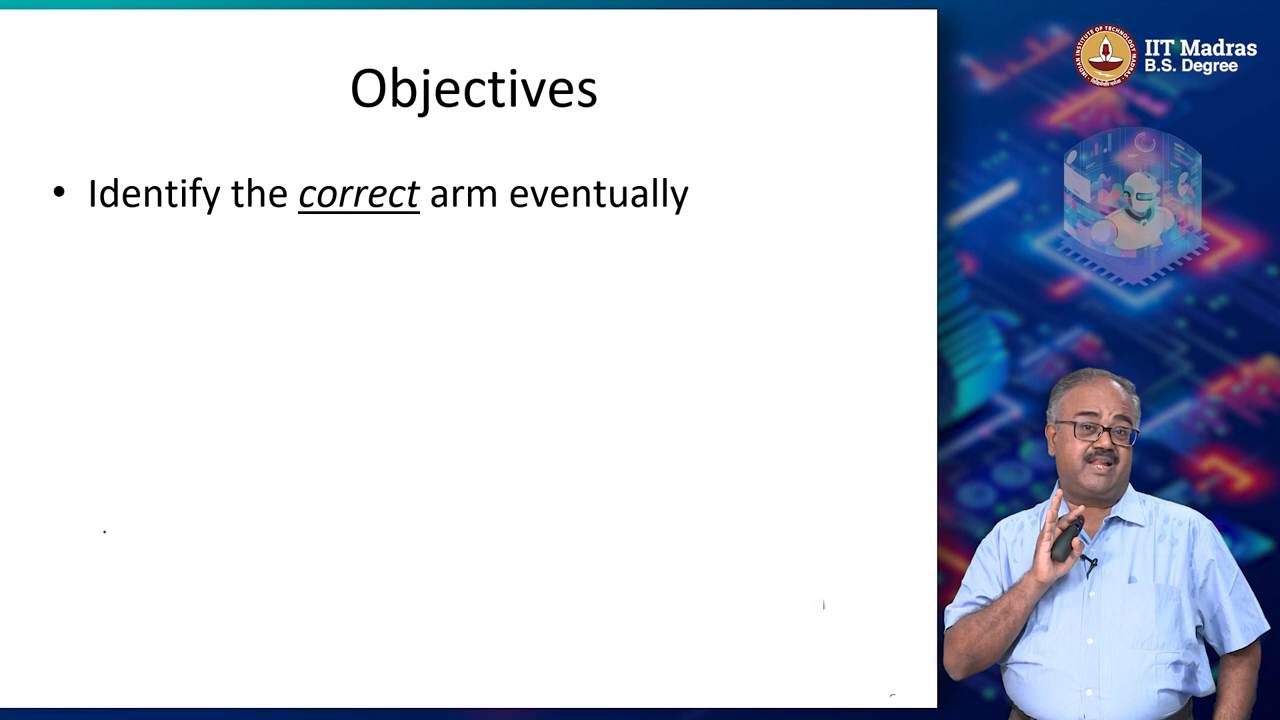 Objectives
• Identify the correct arm eventually
IIT Madras
B.S. Degree